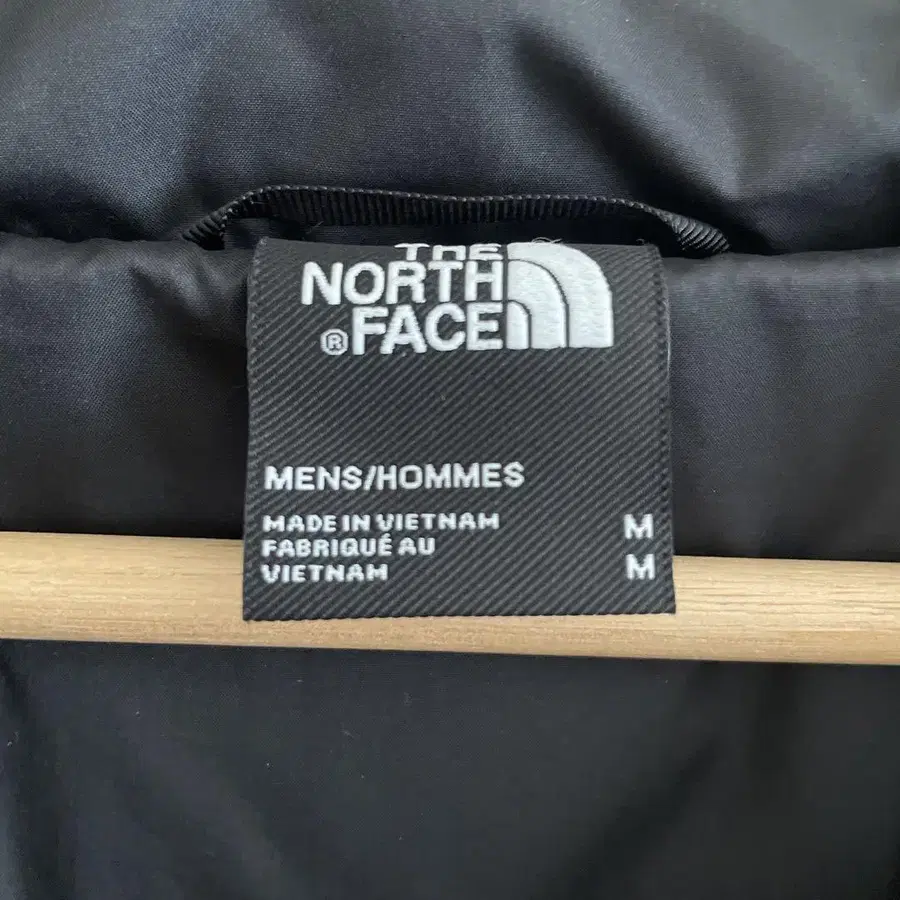 THE
NORTH
® FACE
MENS/HOMMES
MADE IN VIETNAM M
FABRIQUÉ AU
VIETNAM M